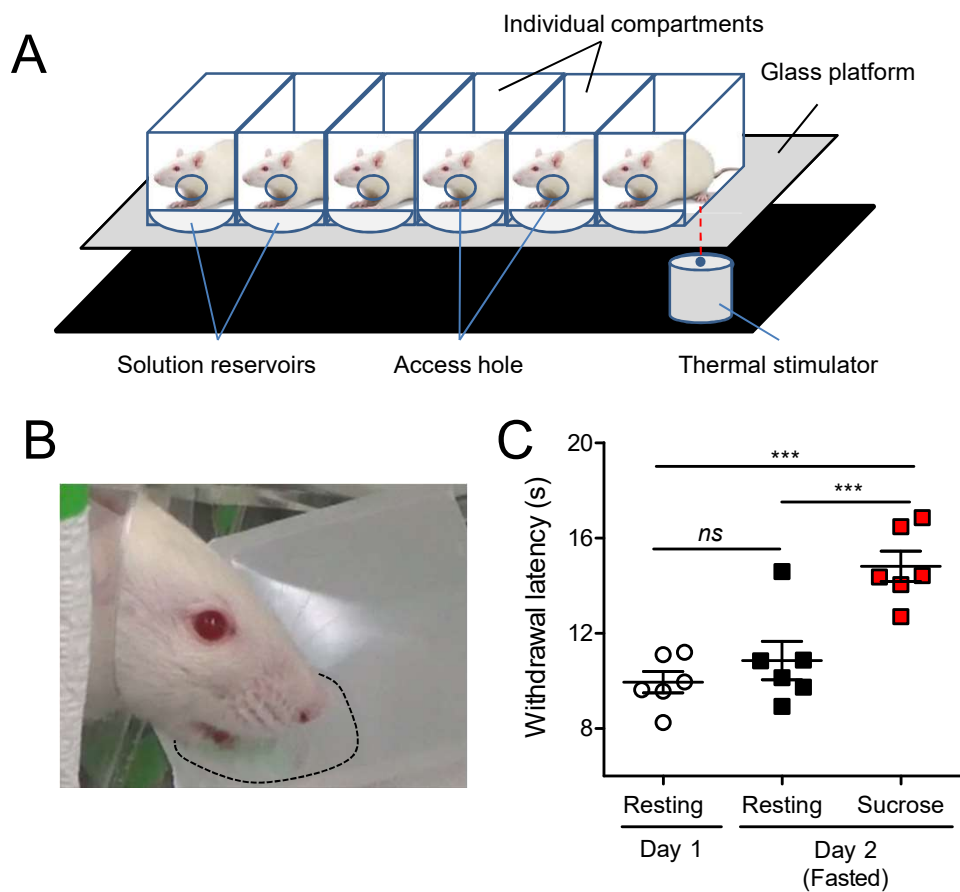 A
Individual compartments
Glass platform
Solution reservoirs
Access hole
Thermal stimulator
B
C
Withdrawal latency (s)
20
16
12
8
***
***
ns
Resting
Resting
Sucrose
Day 1
Day 2
(Fasted)